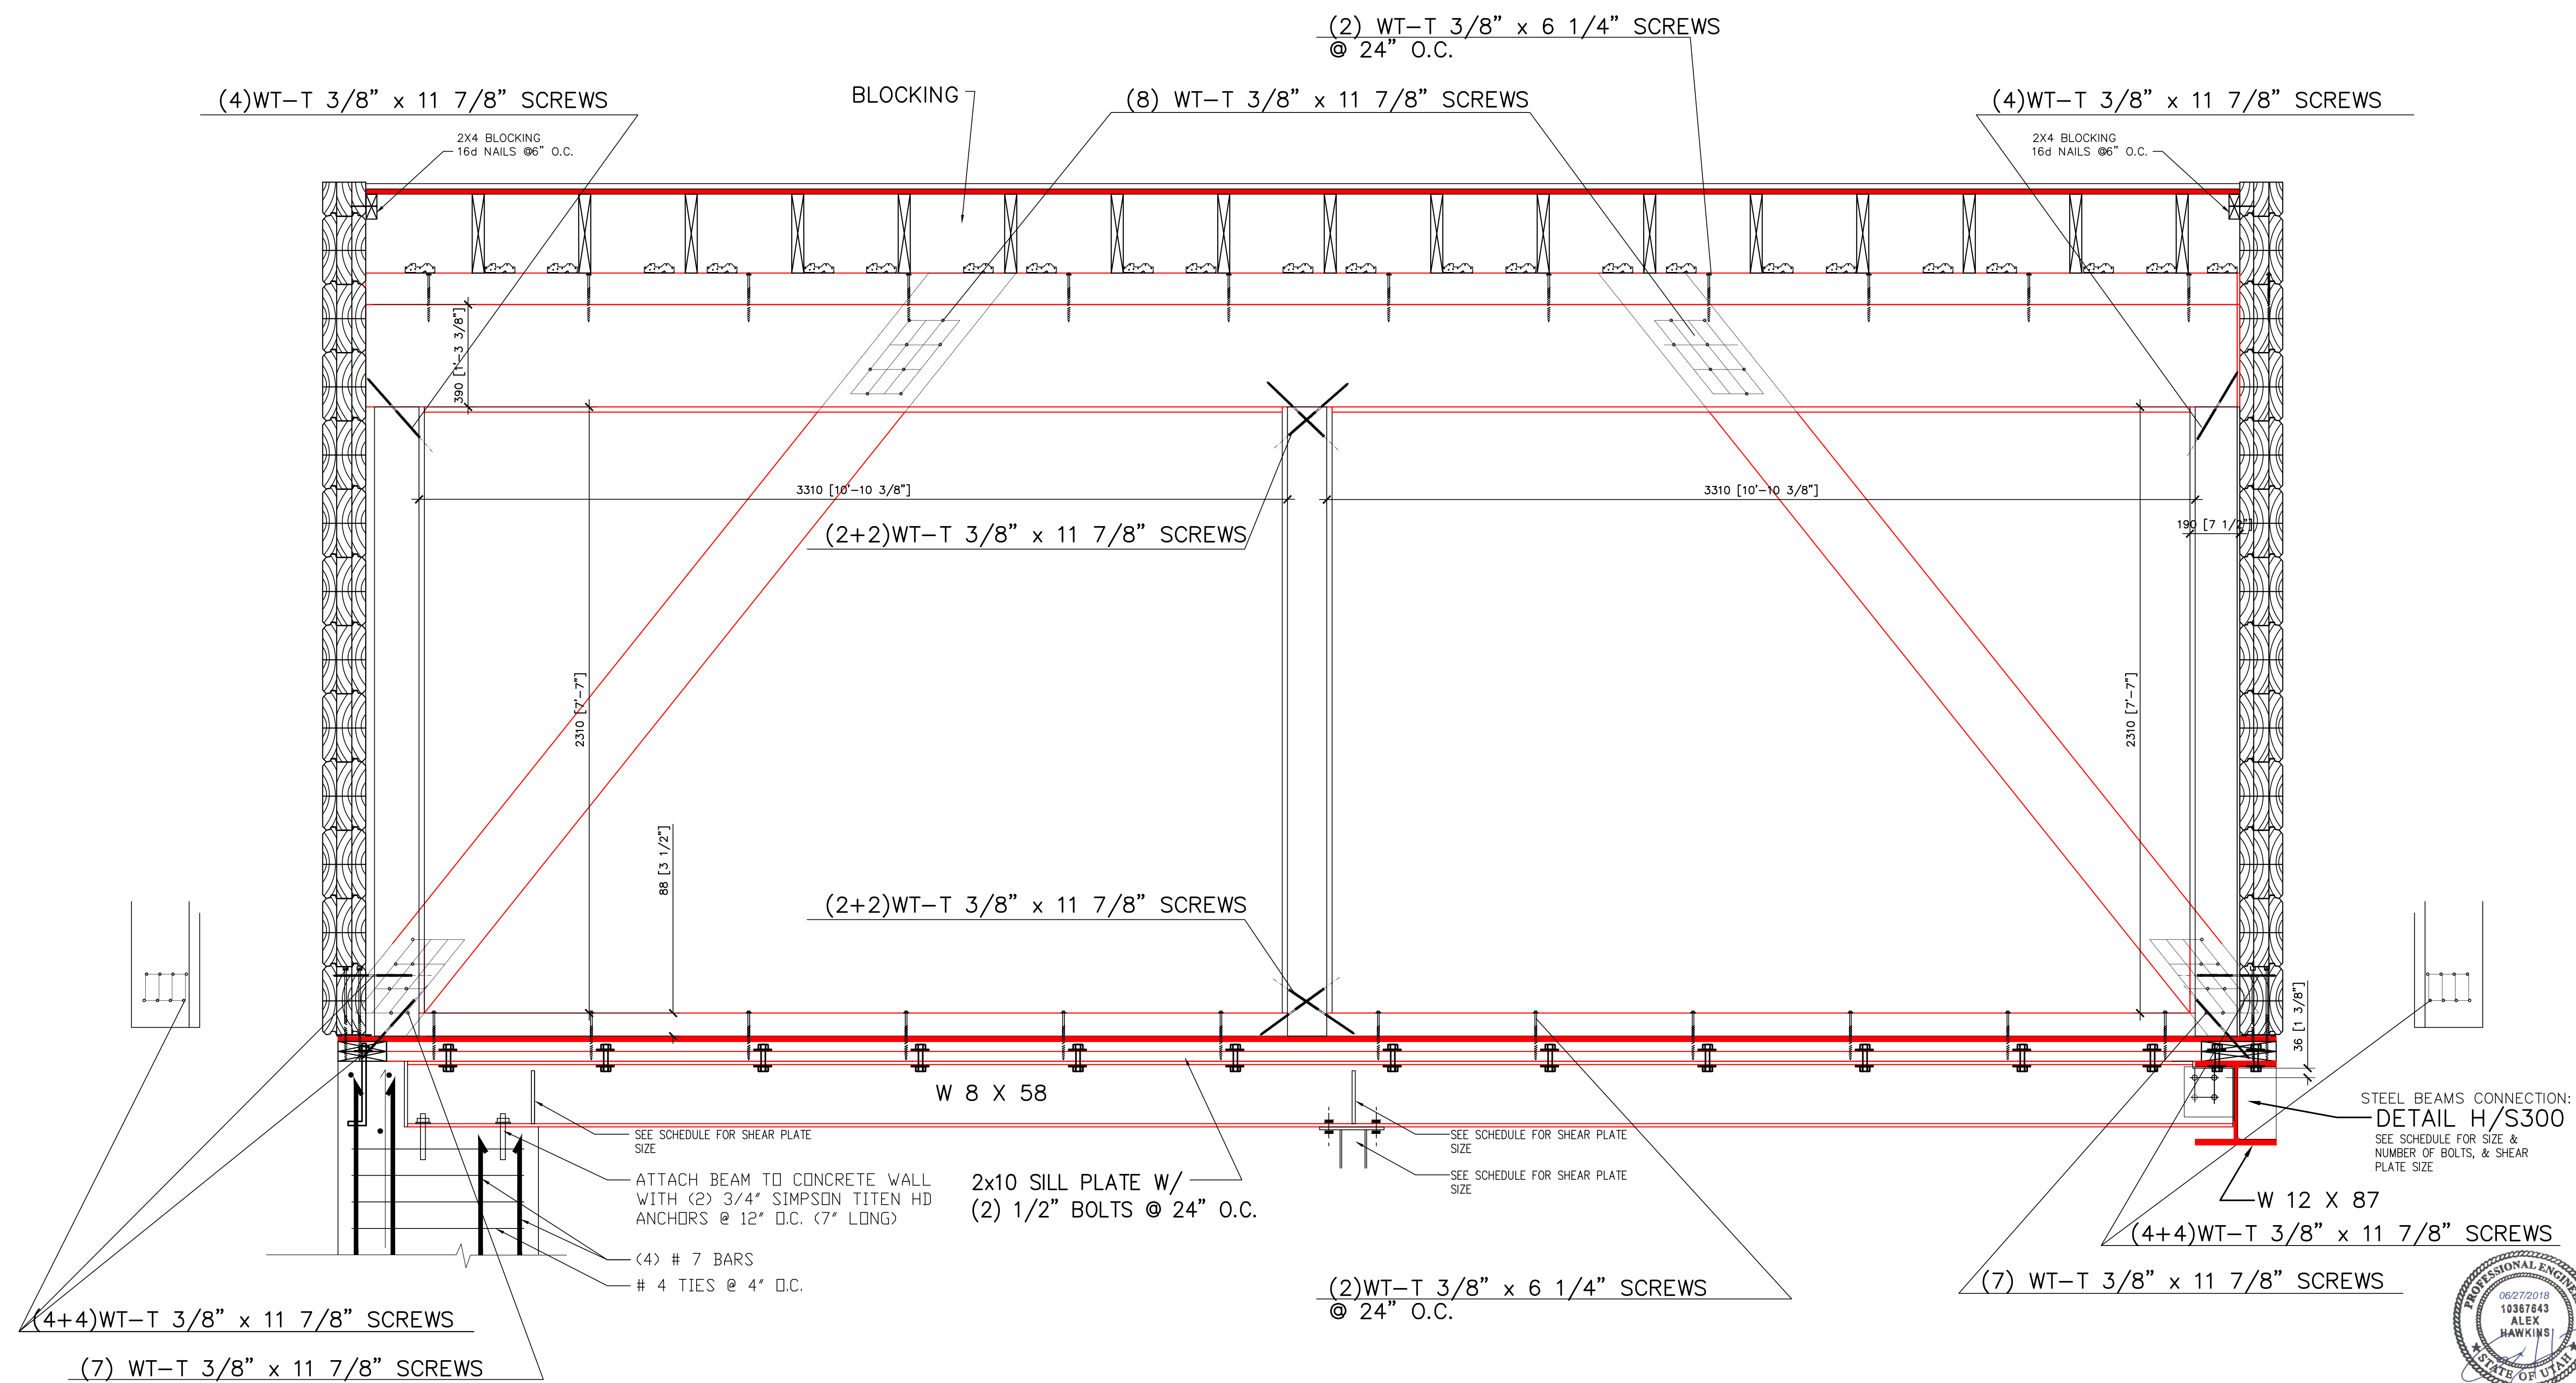 (2) WT-T 3/8" x 6 1/4" SCREWS
@ 24" O.C.
(4)WT-T 3/8" x 11 7/8" SCREWS
BLOCKING
(8) WT-T 3/8" x 11 7/8" SCREWS
(4)WT-T 3/8" x 11 7/8" SCREWS
2X4 BLOCKING
16d NAILS @6" O.C.
2X4 BLOCKING
16d NAILS @6" O.C.
390 [1'-3 3/8"]
3310 [10'-10 3/8"]
3310 [10'-10 3/8"]
190 [7 1/2"]
(2+2)WT-T 3/8" x 11 7/8" SCREWS
2310 [7'-7"]
2310 [7'-7"]
88 [3 1/2"]
(2+2)WT-T 3/8" x 11 7/8" SCREWS
36 [1 3/8"]
W 8 X 58
STEEL BEAMS CONNECTION:
DETAIL H/S300
SEE SCHEDULE FOR SIZE &
NUMBER OF BOLTS, & SHEAR
PLATE SIZE
SEE SCHEDULE FOR SHEAR PLATE
SIZE
SEE SCHEDULE FOR SHEAR PLATE
SIZE
SEE SCHEDULE FOR SHEAR PLATE
SIZE
ATTACH BEAM TO CONCRETE WALL
WITH (2) 3/4" SIMPSON TITEN HD
ANCHORS @ 12" O.C. (7" LONG)
2x10 SILL PLATE W/
(2) 1/2" BOLTS @ 24" O.C.
W 12 X 87
(4+4)WT-T 3/8" x 11 7/8" SCREWS
(4) # 7 BARS
# 4 TIES @ 4" O.C.
(2)WT-T 3/8" x 6 1/4" SCREWS
@ 24" O.C.
(7) WT-T 3/8" x 11 7/8" SCREWS
(4+4)WT-T 3/8" x 11 7/8" SCREWS
(7) WT-T 3/8" x 11 7/8" SCREWS
PROFESSIONAL
06/27/2018
10367643
ALEX
HAWKINS
STATE OF UTAH